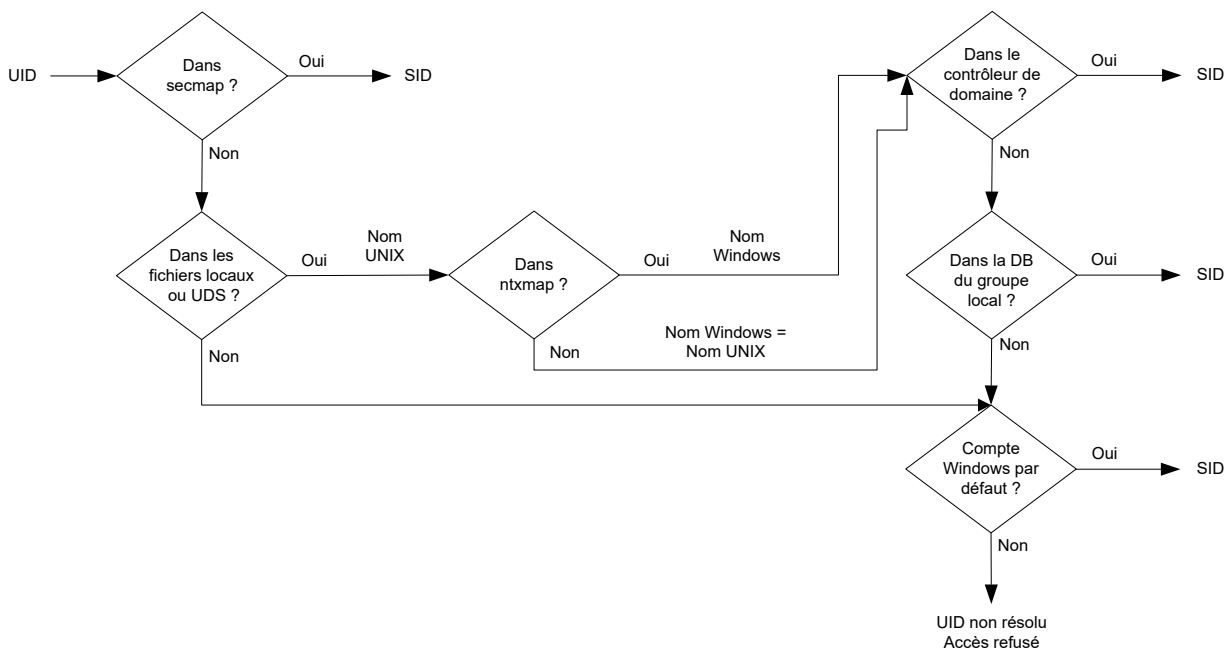 UID
Dans
secmap ?
Oui
SID
Non
Dans les
fichiers locaux
ou UDS ?
Oui
Nom
UNIX
Non
Dans
ntxmap ?
Oui
Nom
Windows
Non
Nom Windows =
Nom UNIX
Dans le
contrôleur de
domaine ?
Oui
SID
Non
Dans la DB
du groupe
local ?
Oui
SID
Non
Compte
Windows par
défaut ?
Oui
SID
Non
UID non résolu
Accès refusé